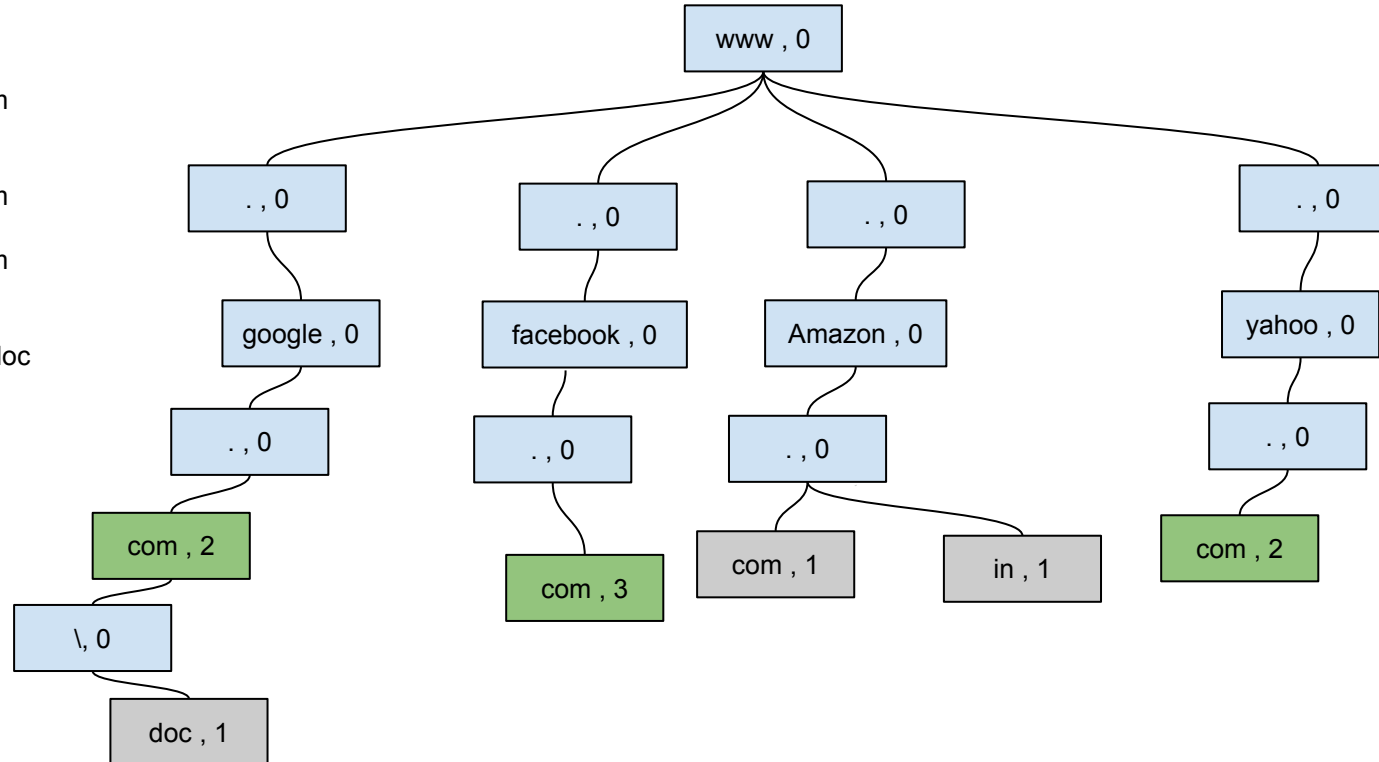 www , 0
m
. , 0
. , 0
. , 0
. , 0
m
m
google , 0
facebook , 0
Amazon , 0
yahoo , 0
loc
. , 0
. , 0
. , 0
. , 0
com , 2
com , 3
com , 1
in , 1
com , 2
\, 0
doc , 1